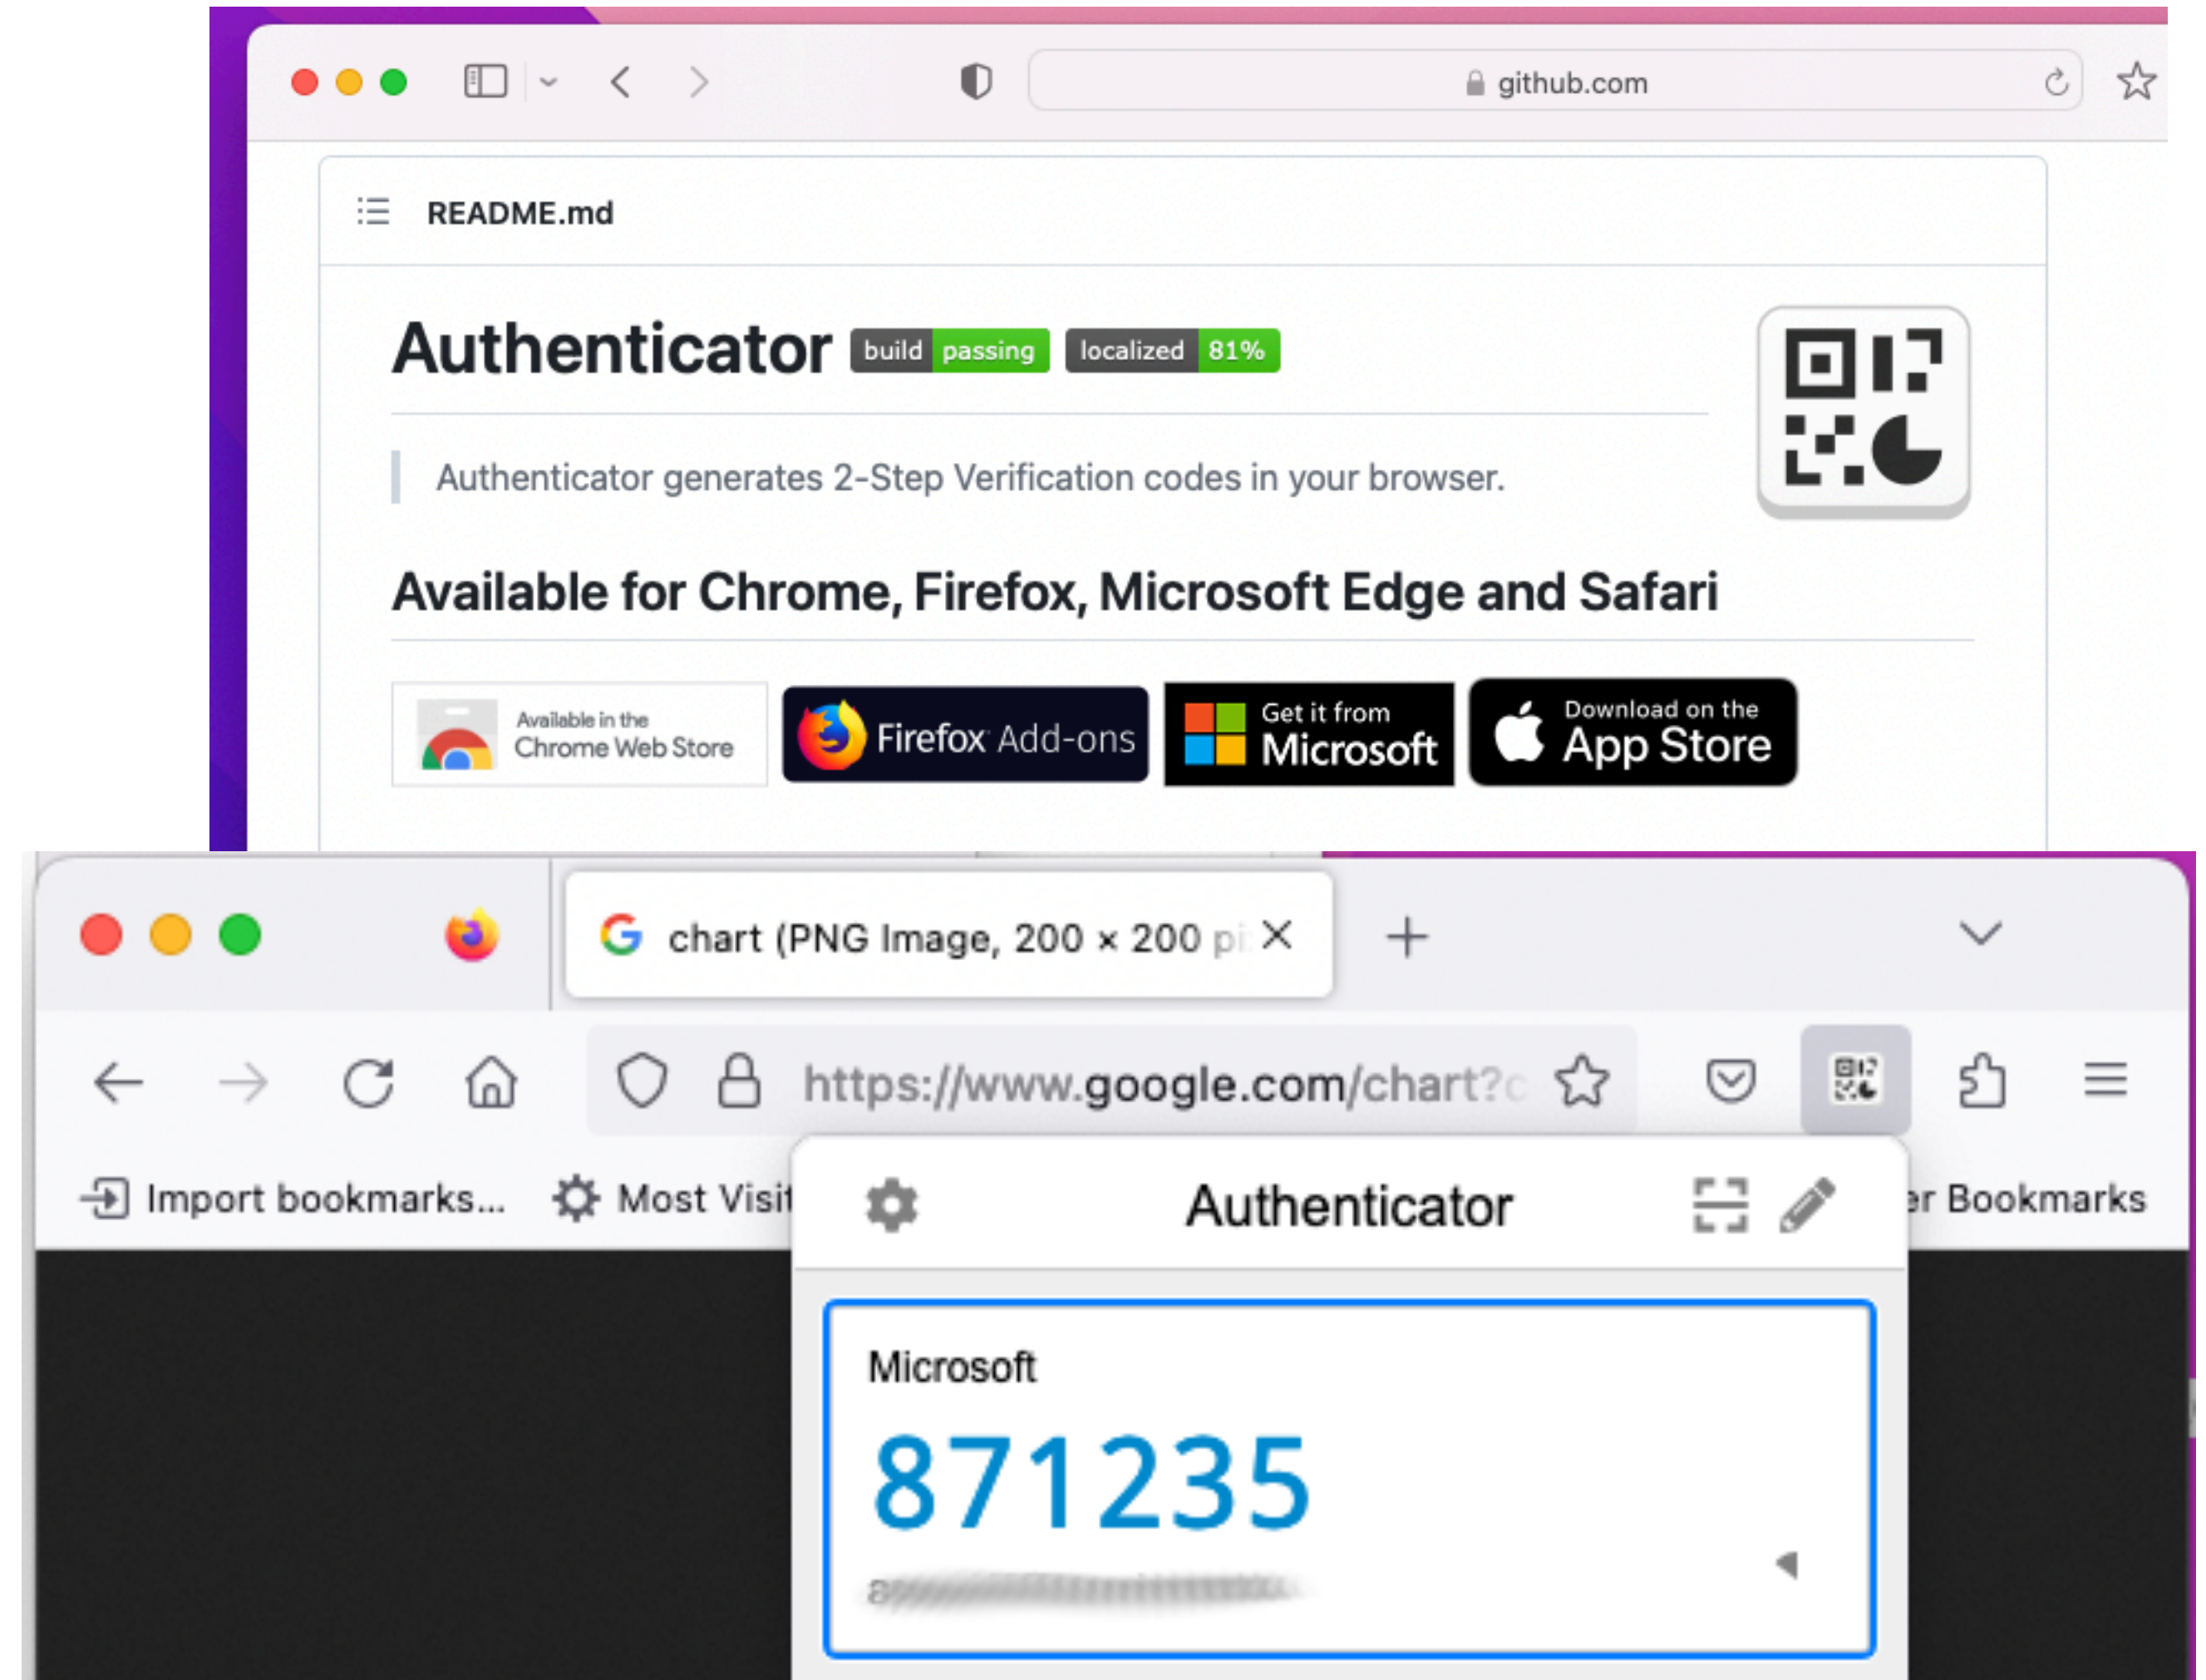 github.com
README.md
Authenticator build passing localized 81%
Authenticator generates 2-Step Verification codes in your browser.
Available for Chrome, Firefox, Microsoft Edge and Safari
Available in the
Chrome Web Store
Firefox Add-ons
Get it from
Microsoft
Download on the
App Store
chart (PNG Image, 200 × 200 pi
https://www.google.com/chart?c
Import bookmarks...
Most Visit
er Bookmarks
Authenticator
Microsoft
871235